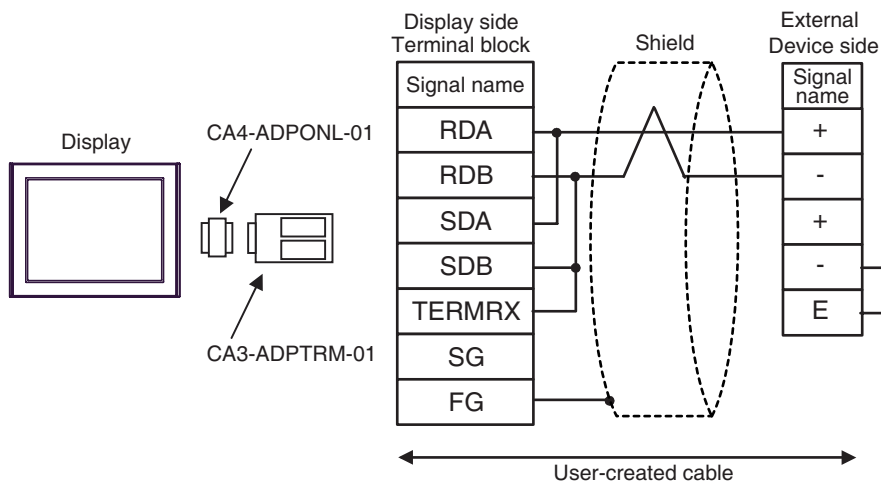 Display
CA4-ADPONL-01
CA3-ADPTRM-01
Display side
Terminal block
Signal name
RDA
RDB
SDA
SDB
TERMRX
SG
FG
Shield
External
Device side
Signal
name
+
-
+
-
E
User-created cable